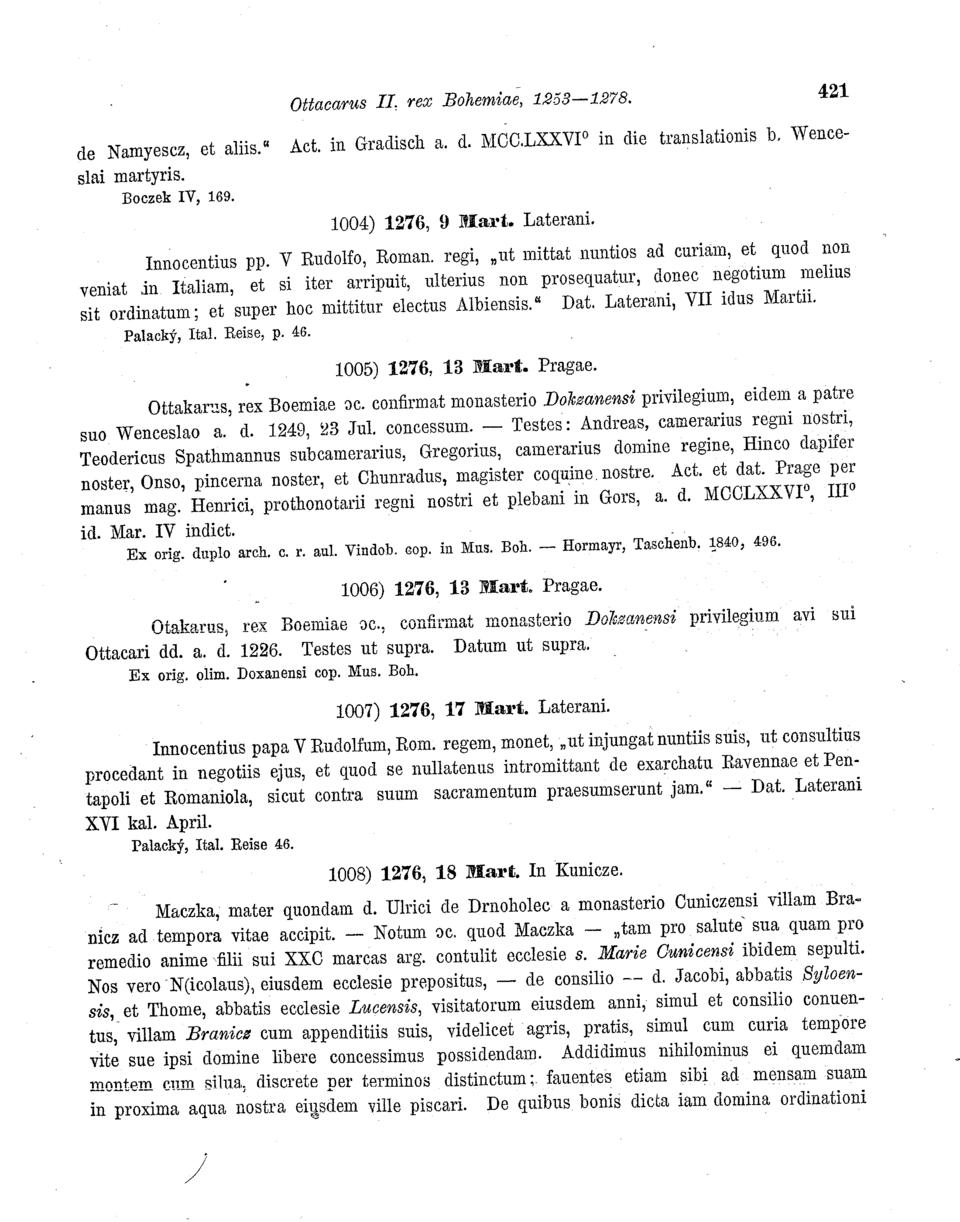 Ottacarus II. rex Bohemiae, 1253—1278. 421
de Namyescz, et aliis.“ Act. in Gradisch a. d. MCC.LXXVI⁰ in die translationis b. Wence-
slai martyris.
Boczek IV, 169.
1004) 1276, 9 Mart. Laterani.
Innocentius pp. V Rudolfo, Roman. regi, „ut mittat nuntios ad curiam, et quod non
veniat in Italiam, et si iter arripuit, ulterius non prosequatur, donec negotium melius
sit ordinatum; et super hoc mittitur electus Albiensis.“ Dat. Laterani, VII idus Martii.
Palacký, Ital. Reise, p. 46.
1005) 1276, 13 Mart. Pragae.
Ottakarus, rex Boemiae ɔc. confirmat monasterio Dokzanensi privilegium, eidem a patre
suo Wenceslao a. d. 1249, 23 Jul. concessum. — Testes: Andreas, camerarius regni nostri,
Teodericus Spathmannus subcamerarius, Gregorius, camerarius domine regine, Hinco dapifer
noster, Onso, pincerna noster, et Chunradus, magister coquine nostre. Act. et dat. Prage per
manus mag. Henrici, prothonotarii regni nostri et plebani in Gors, a. d. MCCLXXVI⁰, III⁰
id. Mar. IV indict.
Ex orig. duplo arch. c. r. aul. Vindob. cop. in Mus. Boh. — Hormayr, Taschenb. 1840, 496.
1006) 1276, 13 Mart. Pragae.
Otakarus, rex Boemiae ɔc., confirmat monasterio Dokzanensi privilegium avi sui
Ottacari dd. a. d. 1226. Testes ut supra. Datum ut supra.
Ex orig. olim. Doxanensi cop. Mus. Boh.
1007) 1276, 17 Mart. Laterani.
Innocentius papa V Rudolfum, Rom. regem, monet, „ut injungat nuntiis suis, ut consultius
procedant in negotiis ejus, et quod se nullatenus intromittant de exarchatu Ravennae et Pen-
tapoli et Romaniola, sicut contra suum sacramentum praesumserunt jam.“ — Dat. Laterani
XVI kal. April.
Palacký, Ital. Reise 46.
1008) 1276, 18 Mart. In Kunicze.
Maczka, mater quondam d. Ulrici de Drnoholec a monasterio Cuniczensi villam Bra-
nicz ad tempora vitae accipit. — Notum ɔc. quod Maczka — „tam pro salute sua quam pro
remedio anime filii sui XXC marcas arg. contulit ecclesie s. Marie Cunicensi ibidem sepulti.
Nos vero N(icolaus), eiusdem ecclesie prepositus, — de consilio — d. Jacobi, abbatis Syloen-
sis, et Thome, abbatis ecclesie Lucensis, visitatorum eiusdem anni, simul et consilio conuen-
tus, villam Branicz cum appenditiis suis, videlicet agris, pratis, simul cum curia tempore
vite sue ipsi domine libere concessimus possidendam. Addidimus nihilominus ei quemdam
montem cum silua, discrete per terminos distinctum; fauentes etiam sibi ad mensam suam
in proxima aqua nostra eiusdem ville piscari. De quibus bonis dicta iam domina ordinationi